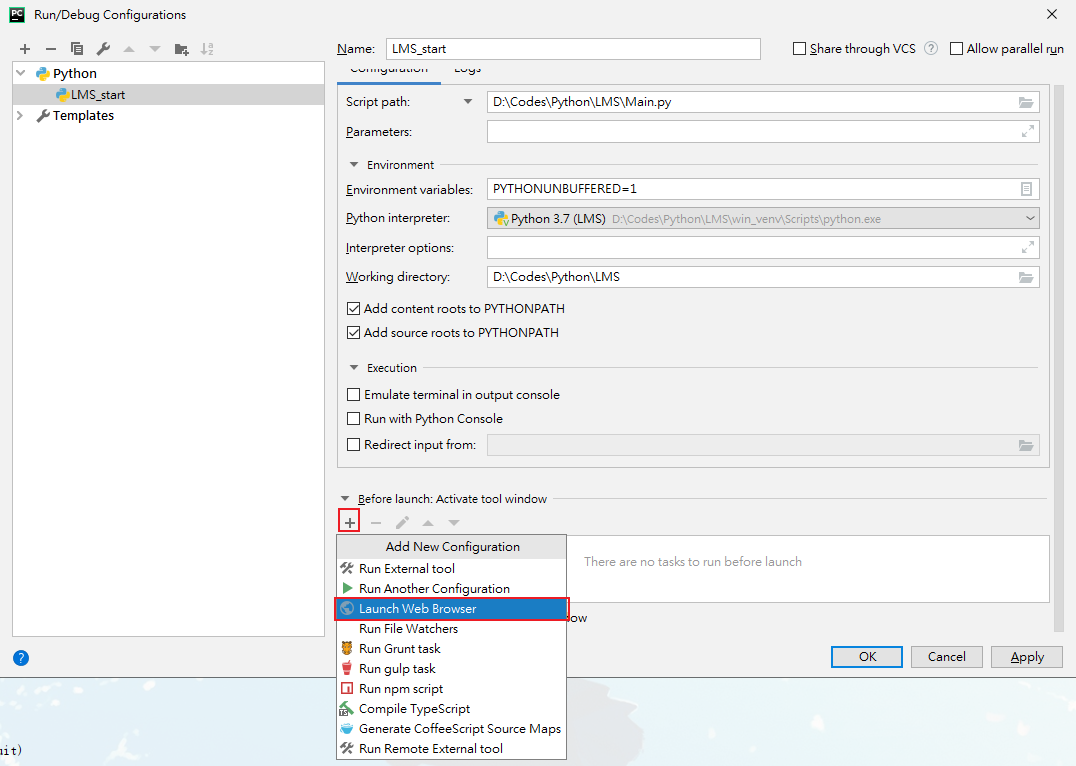 PC Run/Debug Configurations
Name: LMS_start Share through VCS ? Allow parallel run
Python
LMS_start
Templates
Configuration Logs
Script path: D:\Codes\Python\LMS\Main.py
Parameters:
Environment
Environment variables: PYTHONUNBUFFERED=1
Python interpreter: Python 3.7 (LMS) D:\Codes\Python\LMS\win_venv\Scripts\python.exe
Interpreter options:
Working directory: D:\Codes\Python\LMS
Add content roots to PYTHONPATH
Add source roots to PYTHONPATH
Execution
Emulate terminal in output console
Run with Python Console
Redirect input from:
Before launch: Activate tool window
Add New Configuration
There are no tasks to run before launch
Run External tool
Run Another Configuration
Launch Web Browser
ow
Run File Watchers
Run Grunt task
Run gulp task
Run npm script
Compile TypeScript
Generate CoffeeScript Source Maps
Run Remote External tool
? OK Cancel Apply
uit)